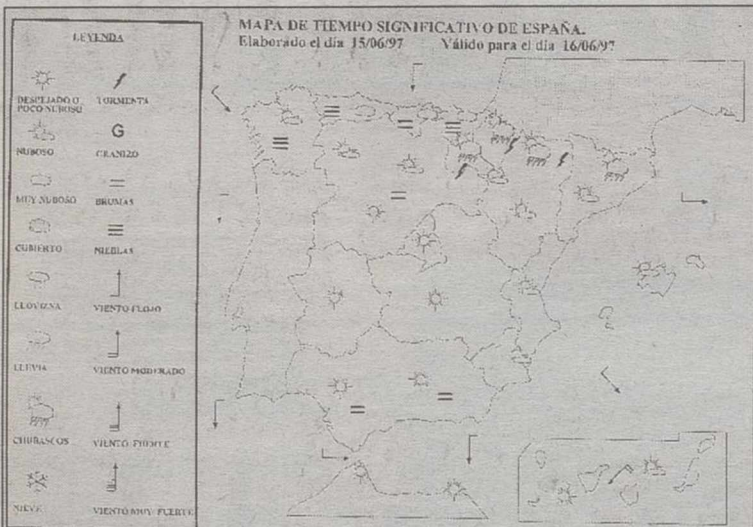 MAPA DE TIEMPO SIGNIFICATIVO DE ESPAÑA.
Elaborado el día 15/06/97 Válido para el día 16/06/97
LEYENDA
DESPEJADO O
POCO NUBOSO
TORMENTA
NUBOSO
G
GRANIZO
MUY NUBOSO
BRUMAS
CUBIERTO
NIEBLAS
LLOVIZNA
VIENTO FLOJO
LLUVIA
VIENTO MODERADO
CHUBASCOS
VIENTO FUERTE
NIEVE
VIENTO MUY FUERTE